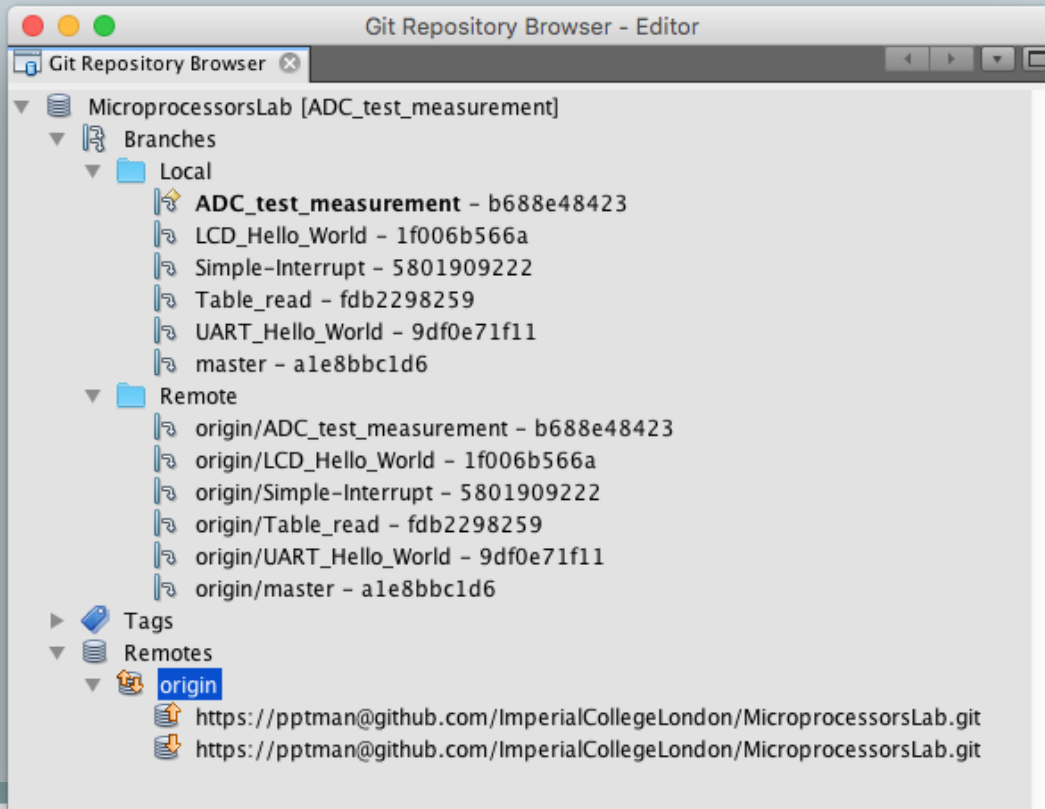 Git Repository Browser - Editor
Git Repository Browser
MicroprocessorsLab [ADC_test_measurement]
Branches
Local
ADC_test_measurement - b688e48423
LCD_Hello_World - 1f006b566a
Simple-Interrupt - 5801909222
Table_read - fdb2298259
UART_Hello_World - 9df0e71f11
master - a1e8bbc1d6
Remote
origin/ADC_test_measurement - b688e48423
origin/LCD_Hello_World - 1f006b566a
origin/Simple-Interrupt - 5801909222
origin/Table_read - fdb2298259
origin/UART_Hello_World - 9df0e71f11
origin/master - a1e8bbc1d6
Tags
Remotes
origin
https://pptman@github.com/ImperialCollegeLondon/MicroprocessorsLab.git
https://pptman@github.com/ImperialCollegeLondon/MicroprocessorsLab.git